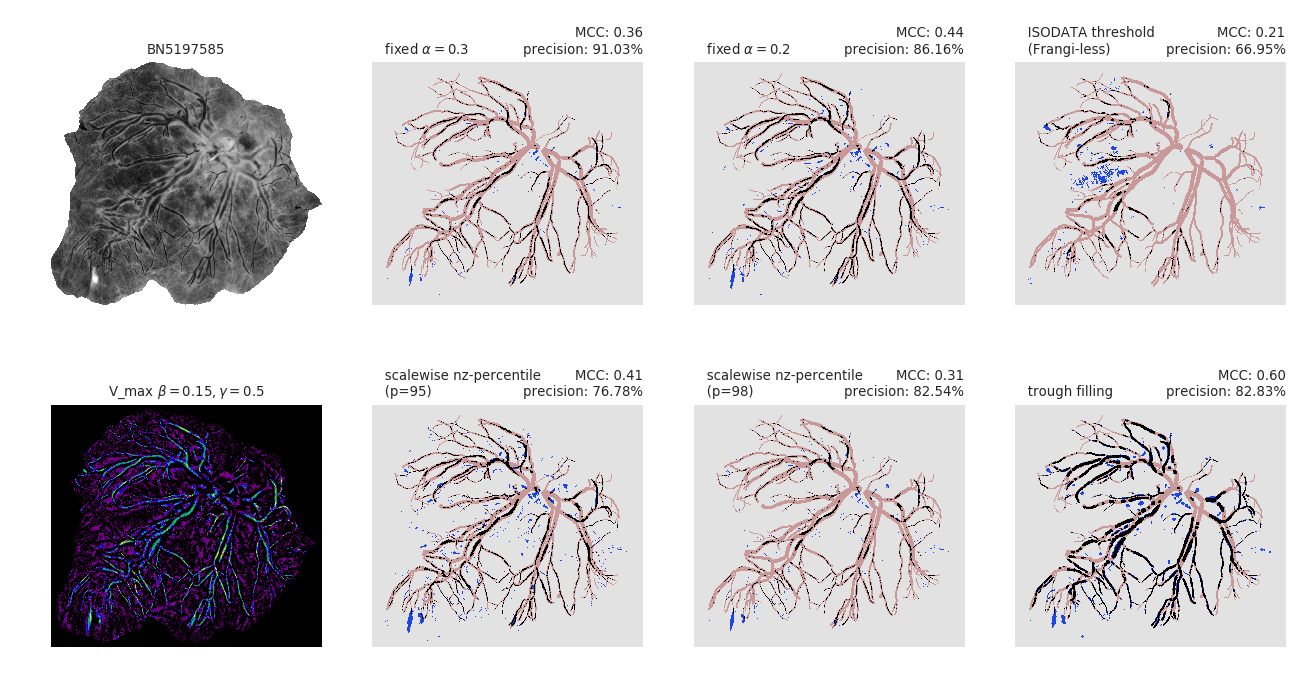 BN5197585
fixed α = 0.3
MCC: 0.36
precision: 91.03%
fixed α = 0.2
MCC: 0.44
precision: 86.16%
ISODATA threshold
(Frangi-less)
MCC: 0.21
precision: 66.95%
V_max β = 0.15, γ = 0.5
scalewise nz-percentile
(p=95)
MCC: 0.41
precision: 76.78%
scalewise nz-percentile
(p=98)
MCC: 0.31
precision: 82.54%
trough filling
MCC: 0.60
precision: 82.83%